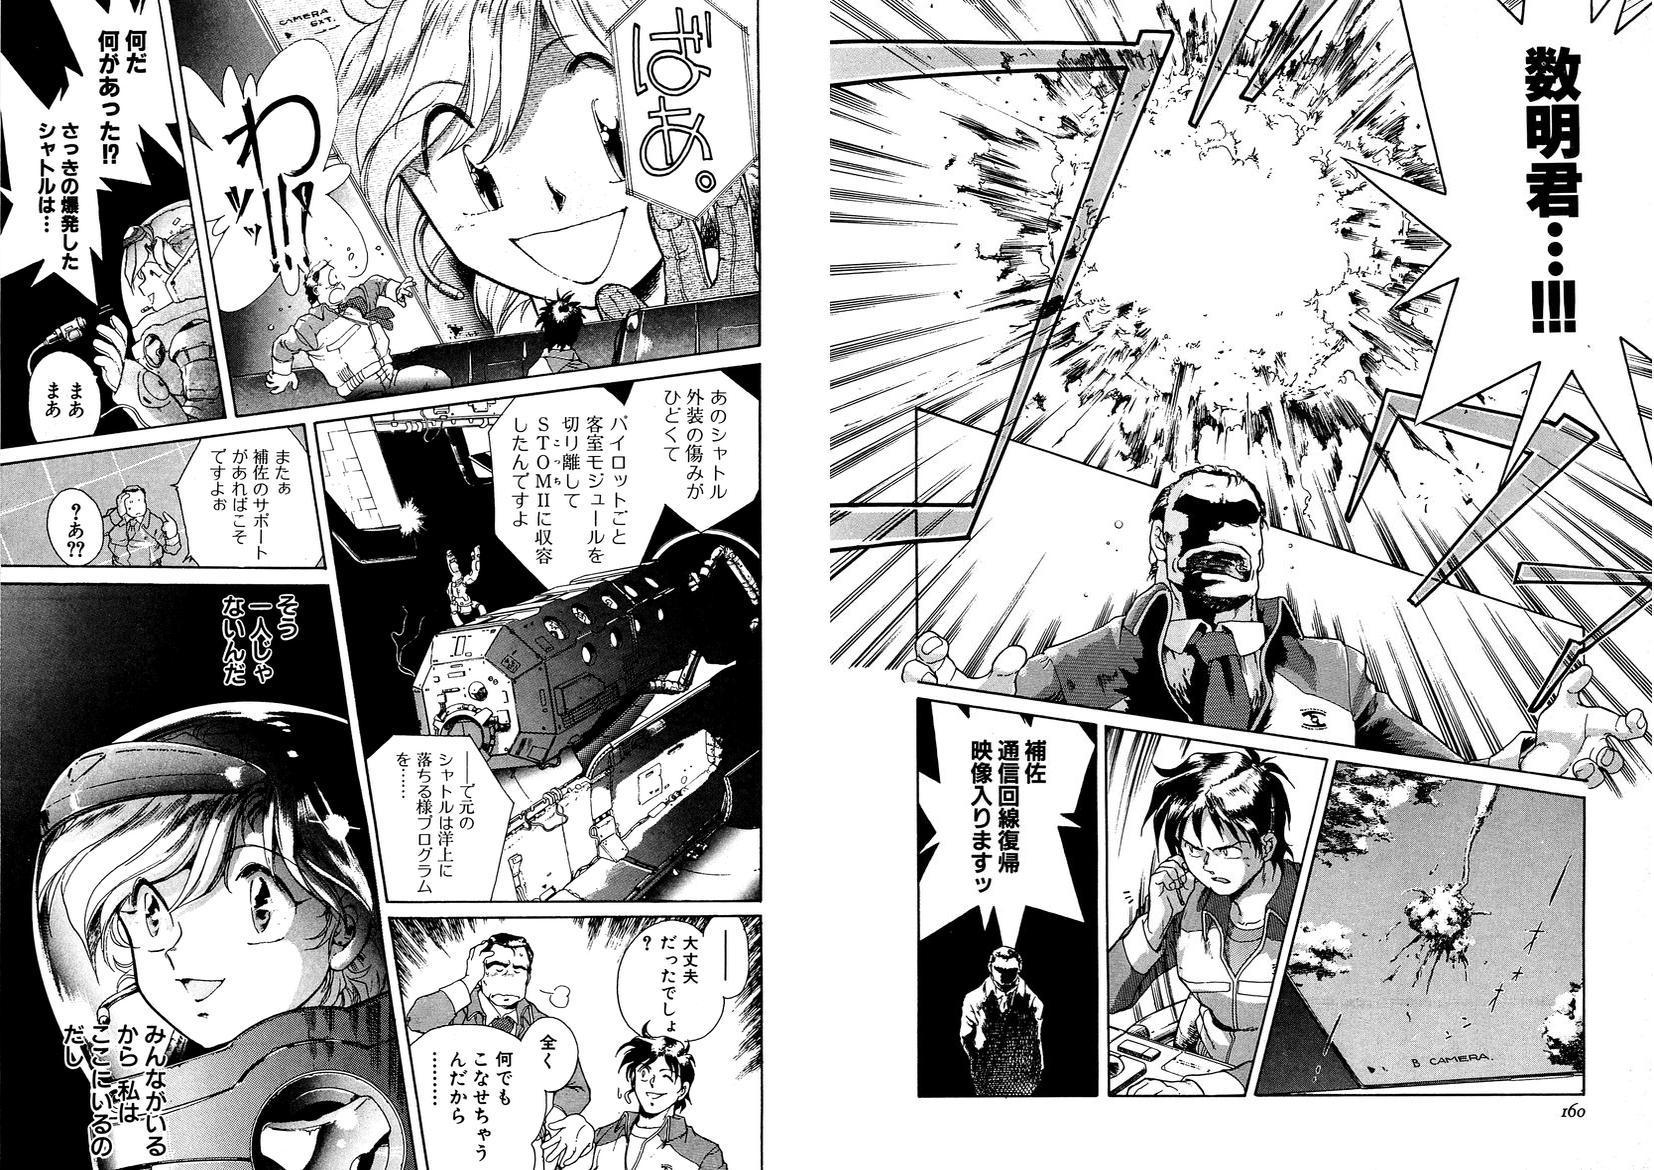 数明君…!!!
補佐
通信回線復帰
映像入りますッ
B CAMERA.
160
CAMERA
EXT.
ばあ。
わ
ッ
!!!
何だ
何があった!?
さっきの爆発した
シャトルは…
まあ
まあ
あのシャトル
外装の傷みが
ひどくて
パイロットごと
客室モジュールを
切り離して
STOMⅡに収容
こっち
したんですよ
またぁ
補佐のサポート
があればこそ
ですよぉ
?あ??
――て元の
シャトルは洋上に
落ちる様プログラム
を……
――
大丈夫
だったでしょ
?
全く
何でも
こなせちゃう
んだから
………
そう
一人じゃ
ないんだ
みんながいる
から 私は
ここにいるの
だし